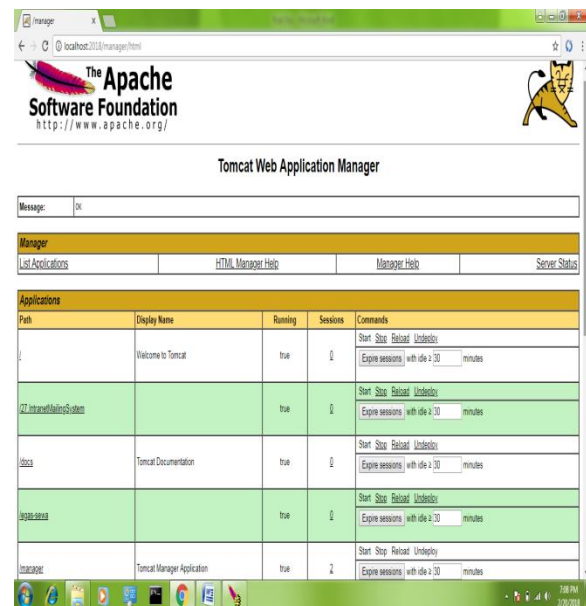 /manager
localhost:2018/manager/html
The Apache
Software Foundation
http://www.apache.org/
Tomcat Web Application Manager
Message: OK
Manager
List Applications HTML Manager Help Manager Help Server Status
Applications
Path Display Name Running Sessions Commands
Start Stop Reload Undeploy
/ Welcome to Tomcat true 0
Expire sessions with idle ≥ 30 minutes
Start Stop Reload Undeploy
/27.IntranetMailingSystem true 0
Expire sessions with idle ≥ 30 minutes
Start Stop Reload Undeploy
/docs Tomcat Documentation true 0
Expire sessions with idle ≥ 30 minutes
Start Stop Reload Undeploy
/egas-sewa true 0
Expire sessions with idle ≥ 30 minutes
Start Stop Reload Undeploy
/manager Tomcat Manager Application true 2
Expire sessions with idle ≥ 30 minutes
7:08 PM